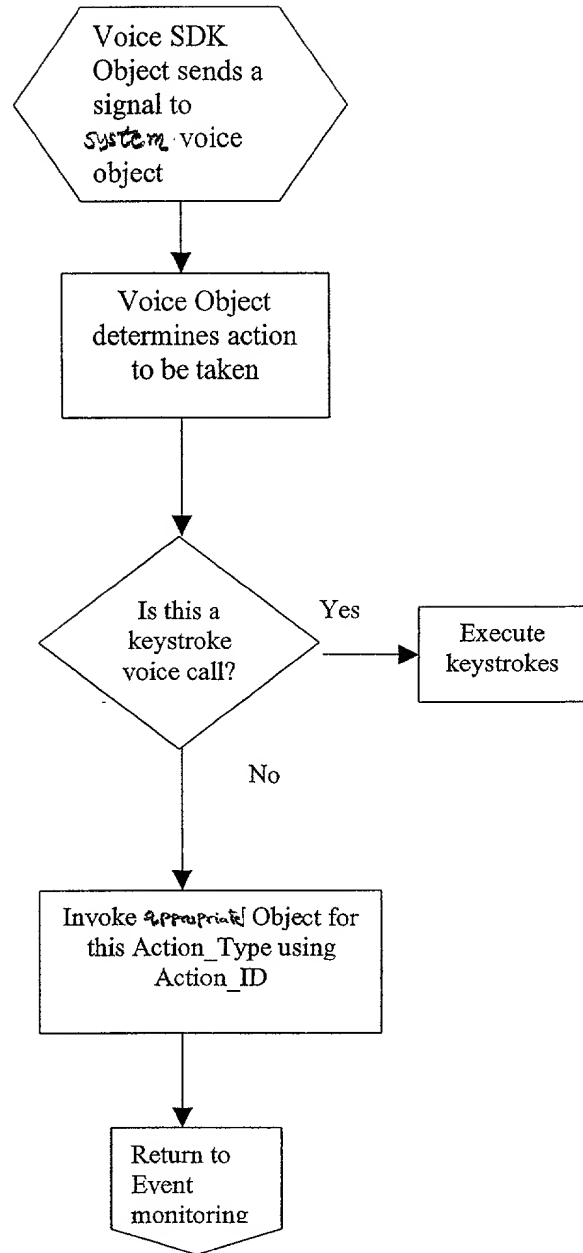 Voice SDK
Object sends a
signal to
system voice
object
Voice Object
determines action
to be taken
Is this a
keystroke
voice call?
Yes
Execute
keystrokes
No
Invoke appropriate Object for
this Action_Type using
Action_ID
Return to
Event
monitoring